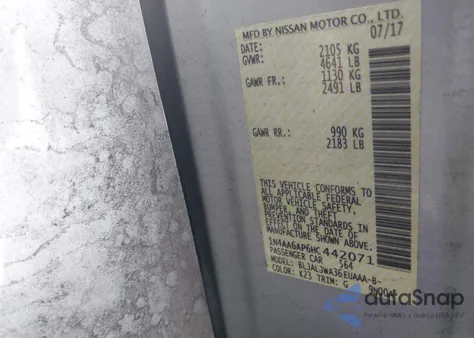 MFD BY NISSAN MOTOR CO., LTD.
DATE: 07/17
GVWR: 2105 KG
4641 LB
GAWR FR.: 1130 KG
2491 LB
GAWR RR.: 990 KG
2183 LB
THIS VEHICLE CONFORMS TO
ALL APPLICABLE FEDERAL
MOTOR VEHICLE SAFETY,
BUMPER, AND THEFT
PREVENTION STANDARDS IN
EFFECT ON THE DATE OF
MANUFACTURE SHOWN ABOVE.
1N4AA6AP6HC442071
PASSENGER CAR 564
MODEL: BLJALJWA36EUAAA-B-
COLOR: K23 TRIM: G
autoSnap